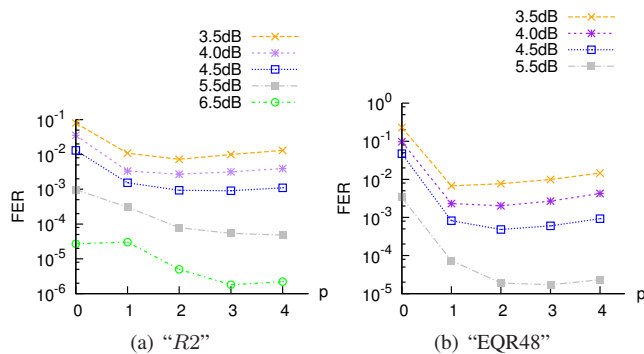 3.5dB
4.0dB
4.5dB
5.5dB
6.5dB
FER
10⁻¹
10⁻²
10⁻³
10⁻⁴
10⁻⁵
10⁻⁶
0 1 2 3 4 p
(a) “R2”
3.5dB
4.0dB
4.5dB
5.5dB
FER
10⁰
10⁻¹
10⁻²
10⁻³
10⁻⁴
10⁻⁵
0 1 2 3 4 p
(b) “EQR48”